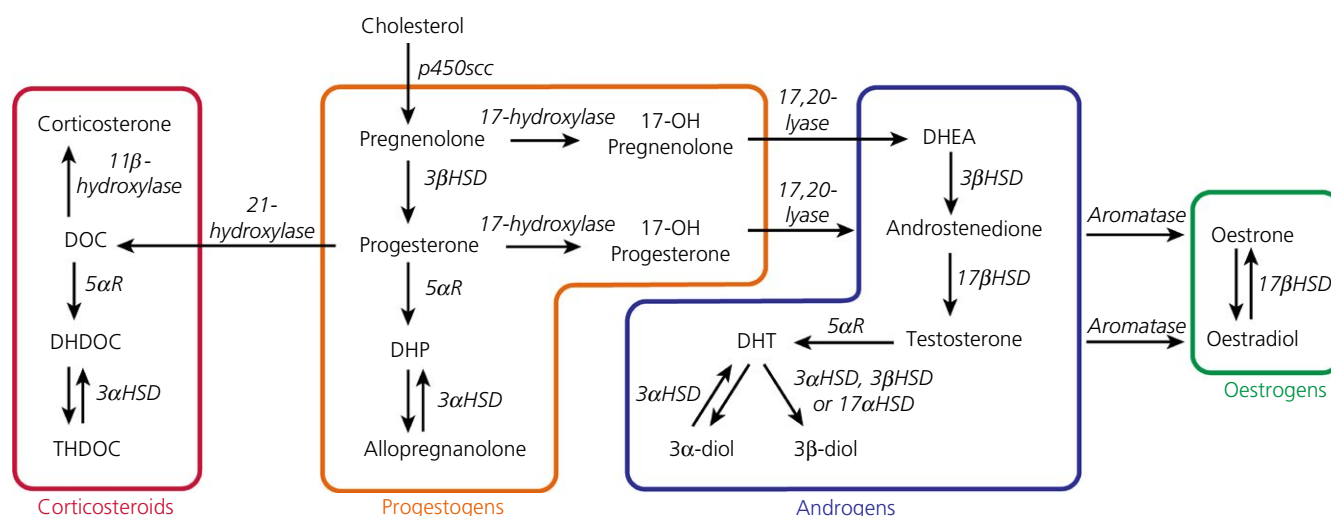 Cholesterol
p450scc
Corticosterone
11β-
hydroxylase
DOC
5αR
DHDOC
3αHSD
THDOC
Corticosteroids
21-
hydroxylase
Pregnenolone
17-hydroxylase
17-OH
Pregnenolone
3βHSD
Progesterone
17-hydroxylase
17-OH
Progesterone
5αR
DHP
3αHSD
Allopregnanolone
Progestogens
17,20-
lyase
17,20-
lyase
DHEA
3βHSD
Androstenedione
17βHSD
Testosterone
5αR
DHT
3αHSD
3αHSD, 3βHSD
or 17αHSD
3α-diol
3β-diol
Androgens
Aromatase
Aromatase
Oestrone
17βHSD
Oestradiol
Oestrogens